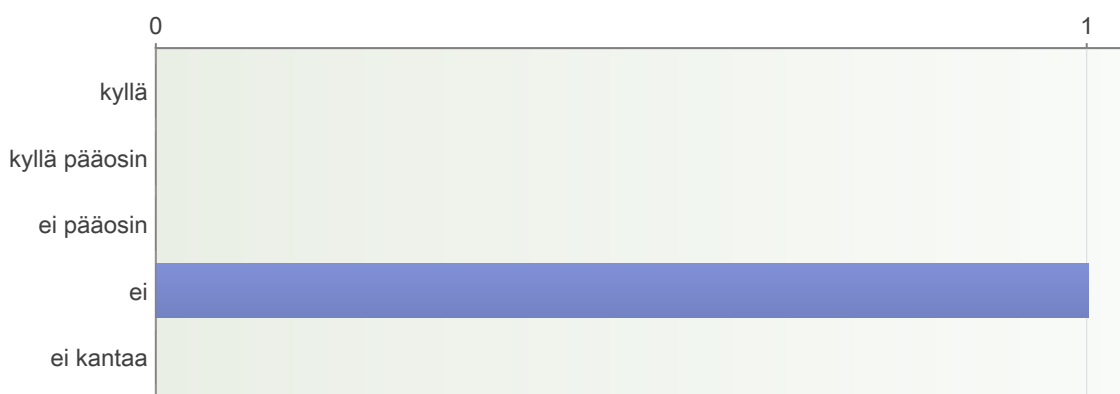 0 1
kyllä
kyllä pääosin
ei pääosin
ei
ei kantaa